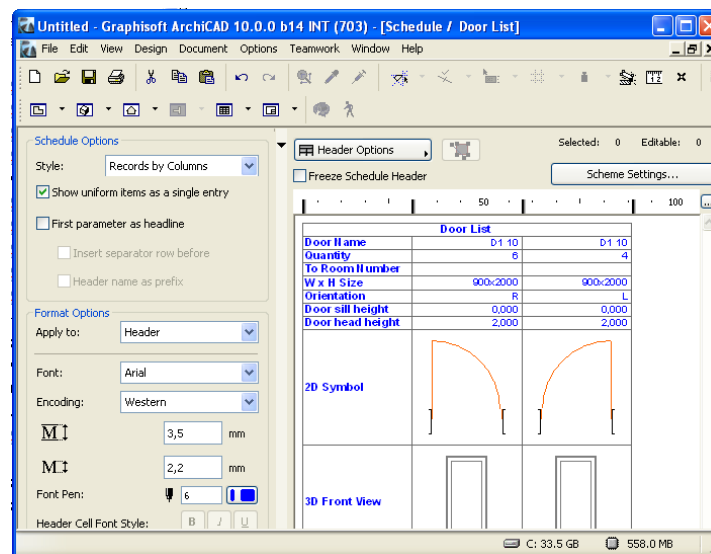 Untitled - Graphisoft ArchiCAD 10.0.0 b14 INT (703) - [Schedule / Door List]
File Edit View Design Document Options Teamwork Window Help
Schedule Options
Style: Records by Columns
Show uniform items as a single entry
First parameter as headline
Insert separator row before
Header name as prefix
Format Options
Apply to: Header
Font: Arial
Encoding: Western
M 3,5 mm
M 2,2 mm
Font Pen: 6
Header Cell Font Style: B I U
Header Options
Selected: 0 Editable: 0
Freeze Schedule Header
Scheme Settings...
50 100 ...
Door List
Door Name D1 10 D1 10
Quantity 6 4
To Room Number
W x H Size 900x2000 900x2000
Orientation R L
Door sill height 0,000 0,000
Door head height 2,000 2,000
2D Symbol
3D Front View
C: 33.5 GB 558.0 MB